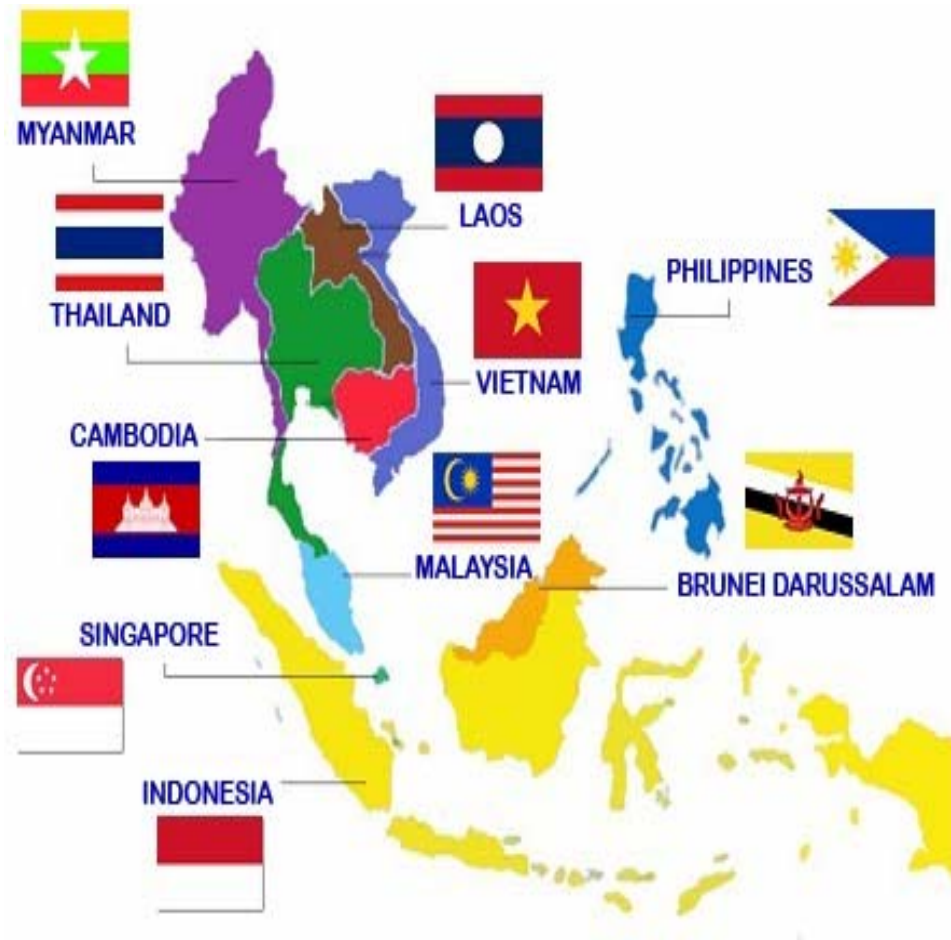 MYANMAR
LAOS
THAILAND
PHILIPPINES
VIETNAM
CAMBODIA
MALAYSIA
BRUNEI DARUSSALAM
SINGAPORE
INDONESIA